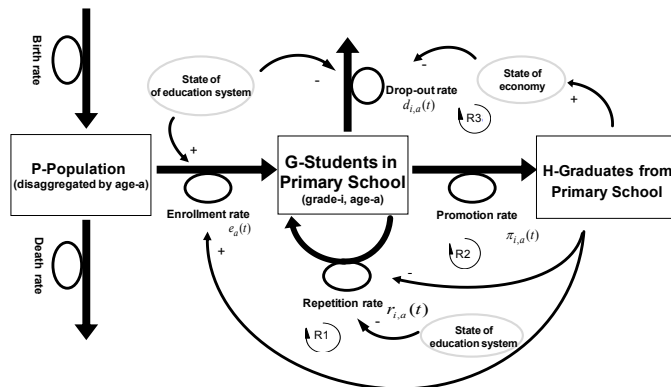 Birth rate
State of
of education system
-
Drop-out rate
d_{i,a}(t)
-
State of
economy
R3
+
+
P-Population
(disaggregated by age-a)
G-Students in
Primary School
(grade-i, age-a)
H-Graduates from
Primary School
Enrollment rate
e_a(t)
+
Promotion rate
π_{i,a}(t)
R2
Death rate
-
Repetition rate
r_{i,a}(t)
-
R1
State of
education system